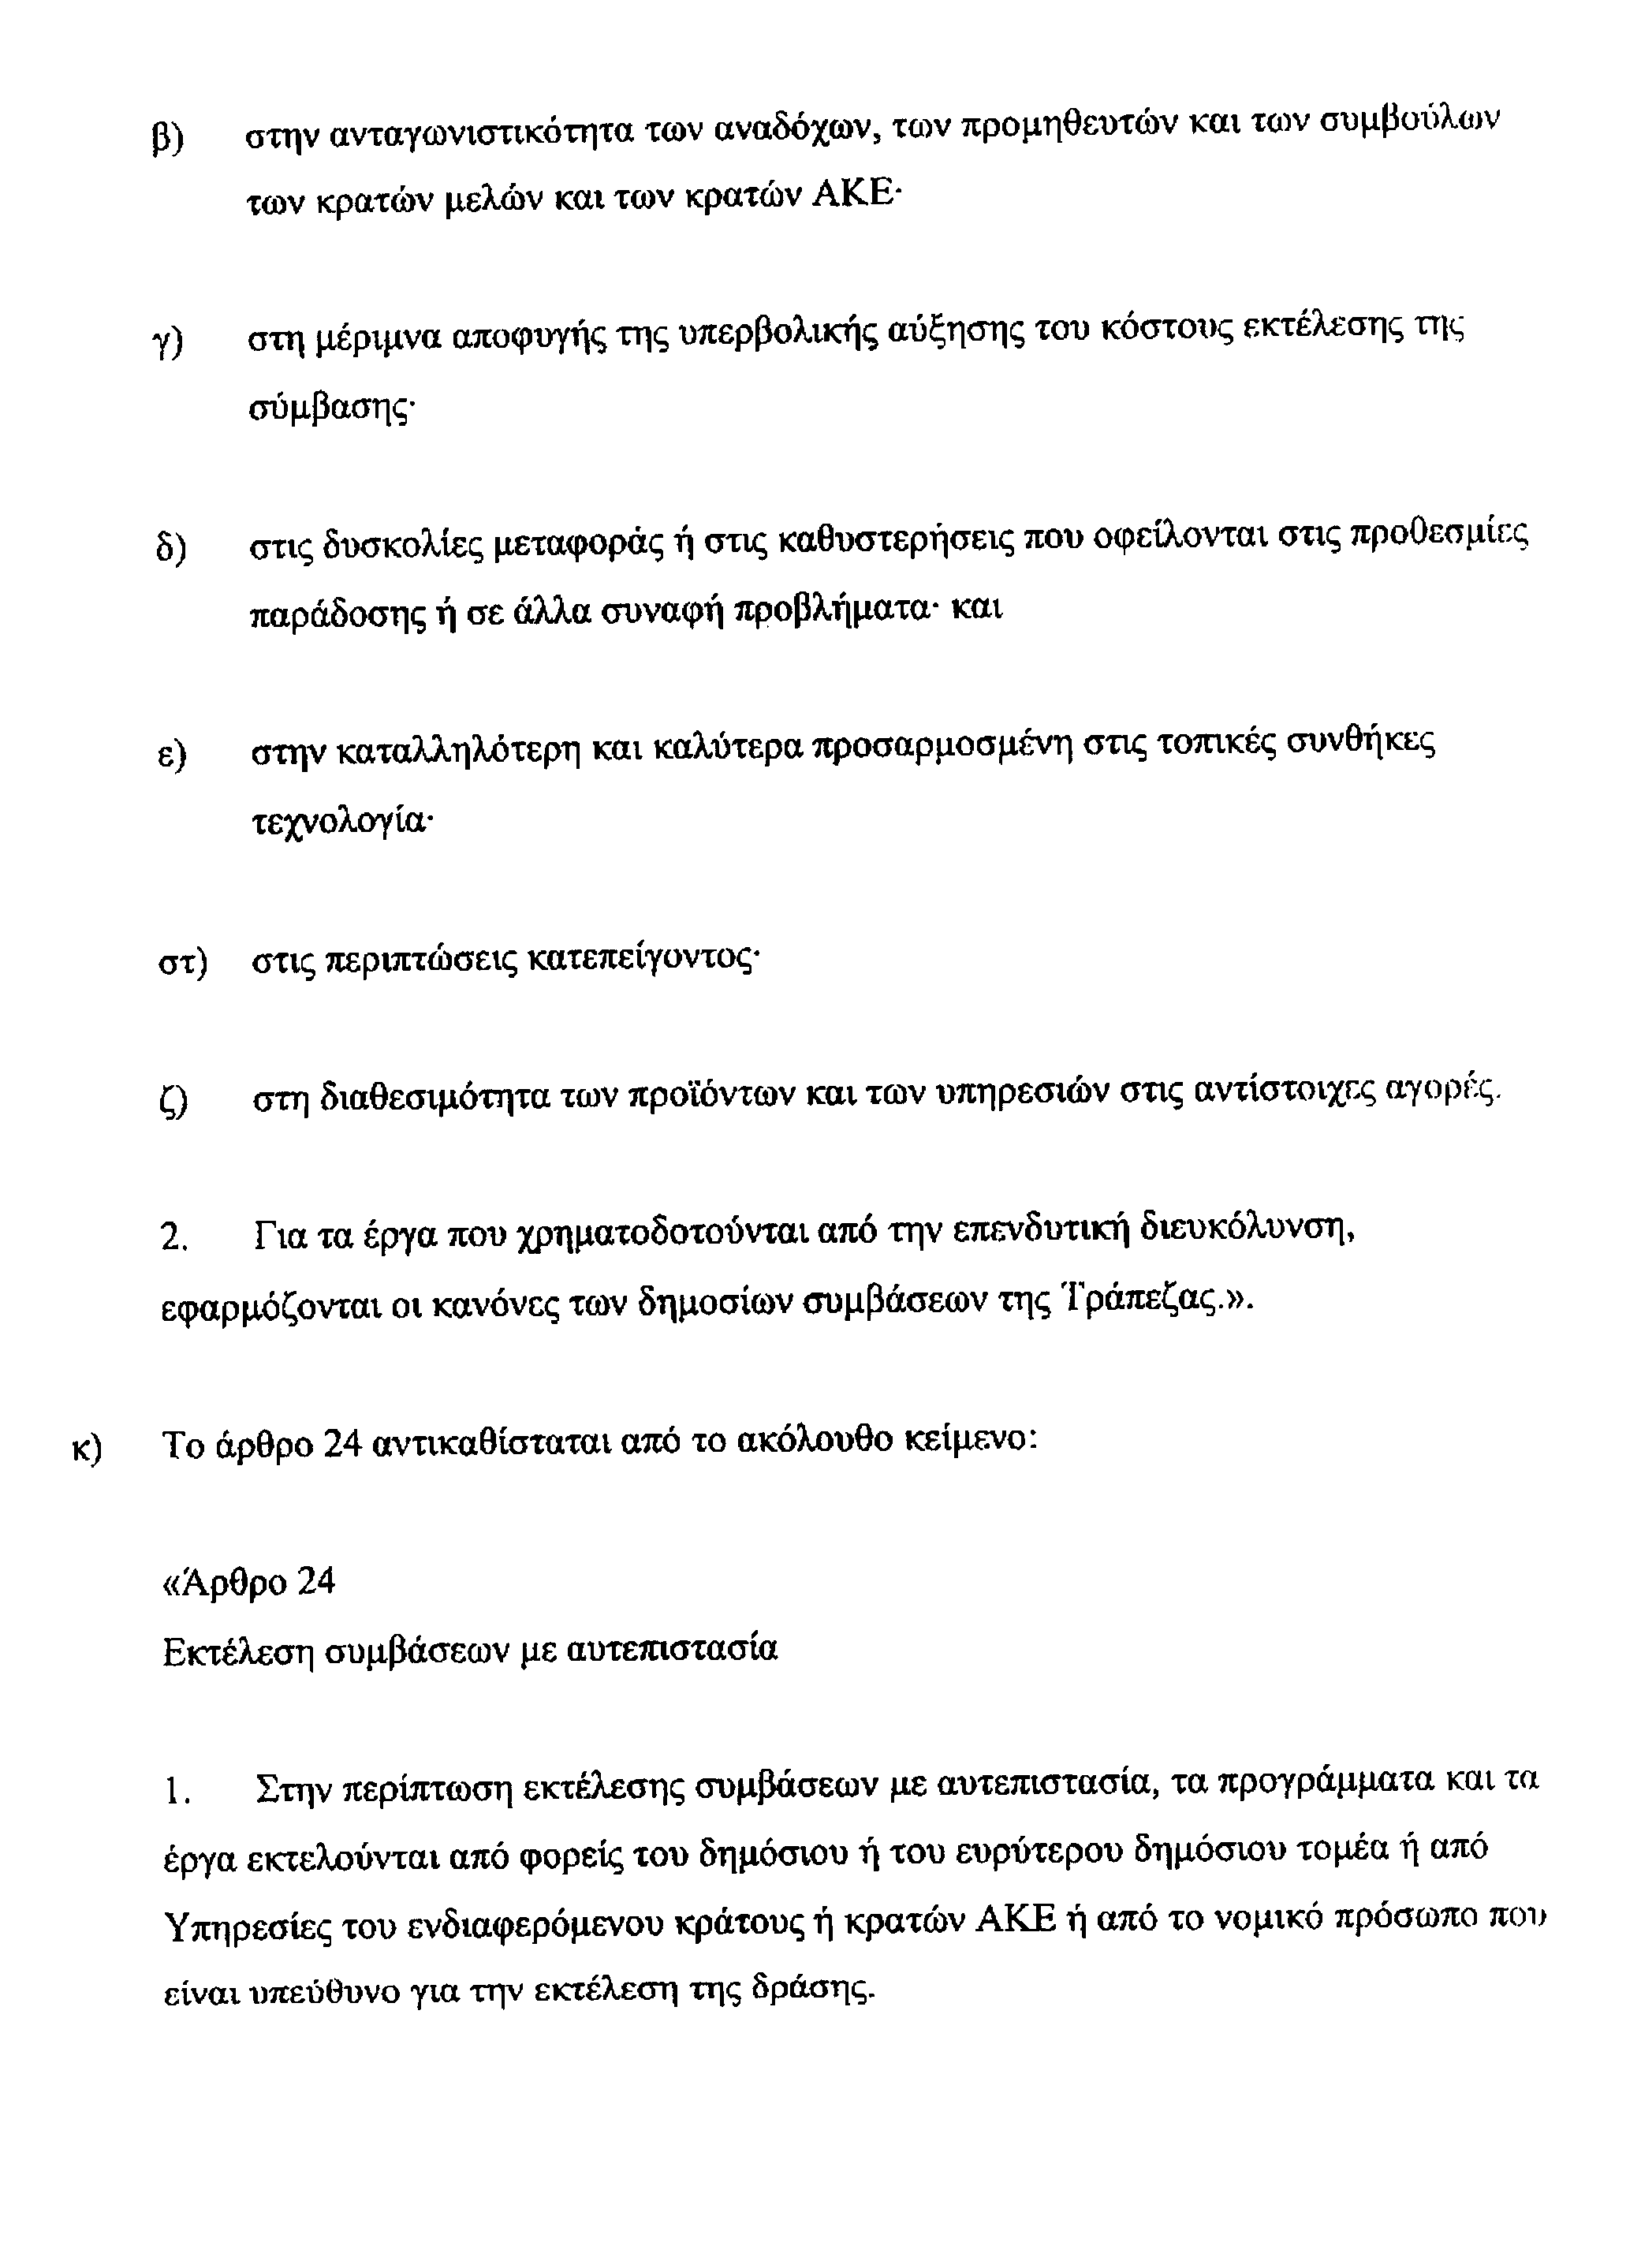 β) στην ανταγωνιστικότητα των αναδόχων, των προμηθευτών και των συμβούλων
των κρατών μελών και των κρατών ΑΚΕ·
γ) στη μέριμνα αποφυγής της υπερβολικής αύξησης του κόστους εκτέλεσης της
σύμβασης·
δ) στις δυσκολίες μεταφοράς ή στις καθυστερήσεις που οφείλονται στις προθεσμίες
παράδοσης ή σε άλλα συναφή προβλήματα· και
ε) στην καταλληλότερη και καλύτερα προσαρμοσμένη στις τοπικές συνθήκες
τεχνολογία·
στ) στις περιπτώσεις κατεπείγοντος·
ζ) στη διαθεσιμότητα των προϊόντων και των υπηρεσιών στις αντίστοιχες αγορές.
2. Για τα έργα που χρηματοδοτούνται από την επενδυτική διευκόλυνση,
εφαρμόζονται οι κανόνες των δημοσίων συμβάσεων της Τράπεζας.».
κ) Το άρθρο 24 αντικαθίσταται από το ακόλουθο κείμενο:
«Άρθρο 24
Εκτέλεση συμβάσεων με αυτεπιστασία
1. Στην περίπτωση εκτέλεσης συμβάσεων με αυτεπιστασία, τα προγράμματα και τα
έργα εκτελούνται από φορείς του δημόσιου ή του ευρύτερου δημόσιου τομέα ή από
Υπηρεσίες του ενδιαφερόμενου κράτους ή κρατών ΑΚΕ ή από το νομικό πρόσωπο που
είναι υπεύθυνο για την εκτέλεση της δράσης.